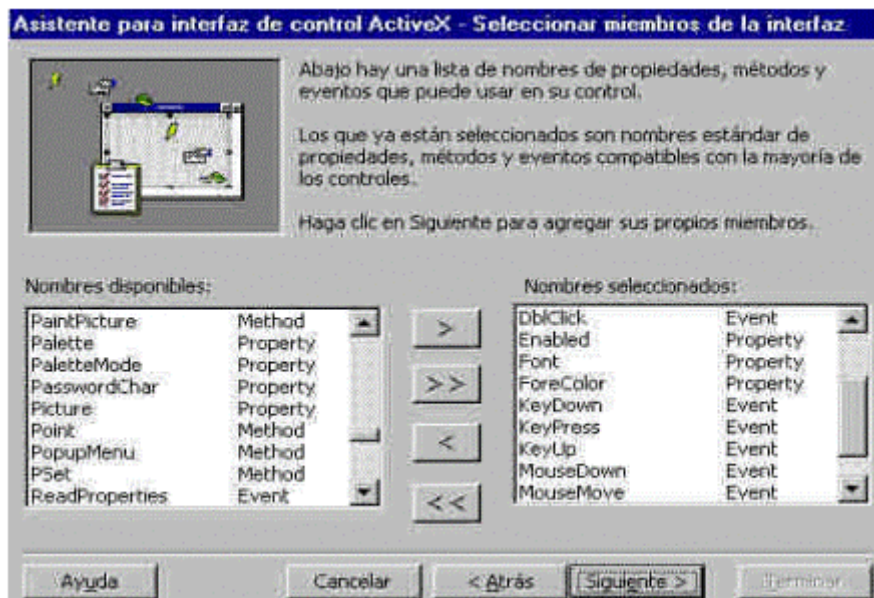 Asistente para interfaz de control ActiveX - Seleccionar miembros de la interfaz
Abajo hay una lista de nombres de propiedades, métodos y
eventos que puede usar en su control.
Los que ya están seleccionados son nombres estándar de
propiedades, métodos y eventos compatibles con la mayoría de
los controles.
Haga clic en Siguiente para agregar sus propios miembros.
Nombres disponibles:
PaintPicture Method
Palette Property
PaletteMode Property
PasswordChar Property
Picture Property
Point Method
PopupMenu Method
PSet Method
ReadProperties Event
>
>>
<
<<
Nombres seleccionados:
DblClick Event
Enabled Property
Font Property
ForeColor Property
KeyDown Event
KeyPress Event
KeyUp Event
MouseDown Event
MouseMove Event
Ayuda
Cancelar
< Atrás
Siguiente >
Terminar